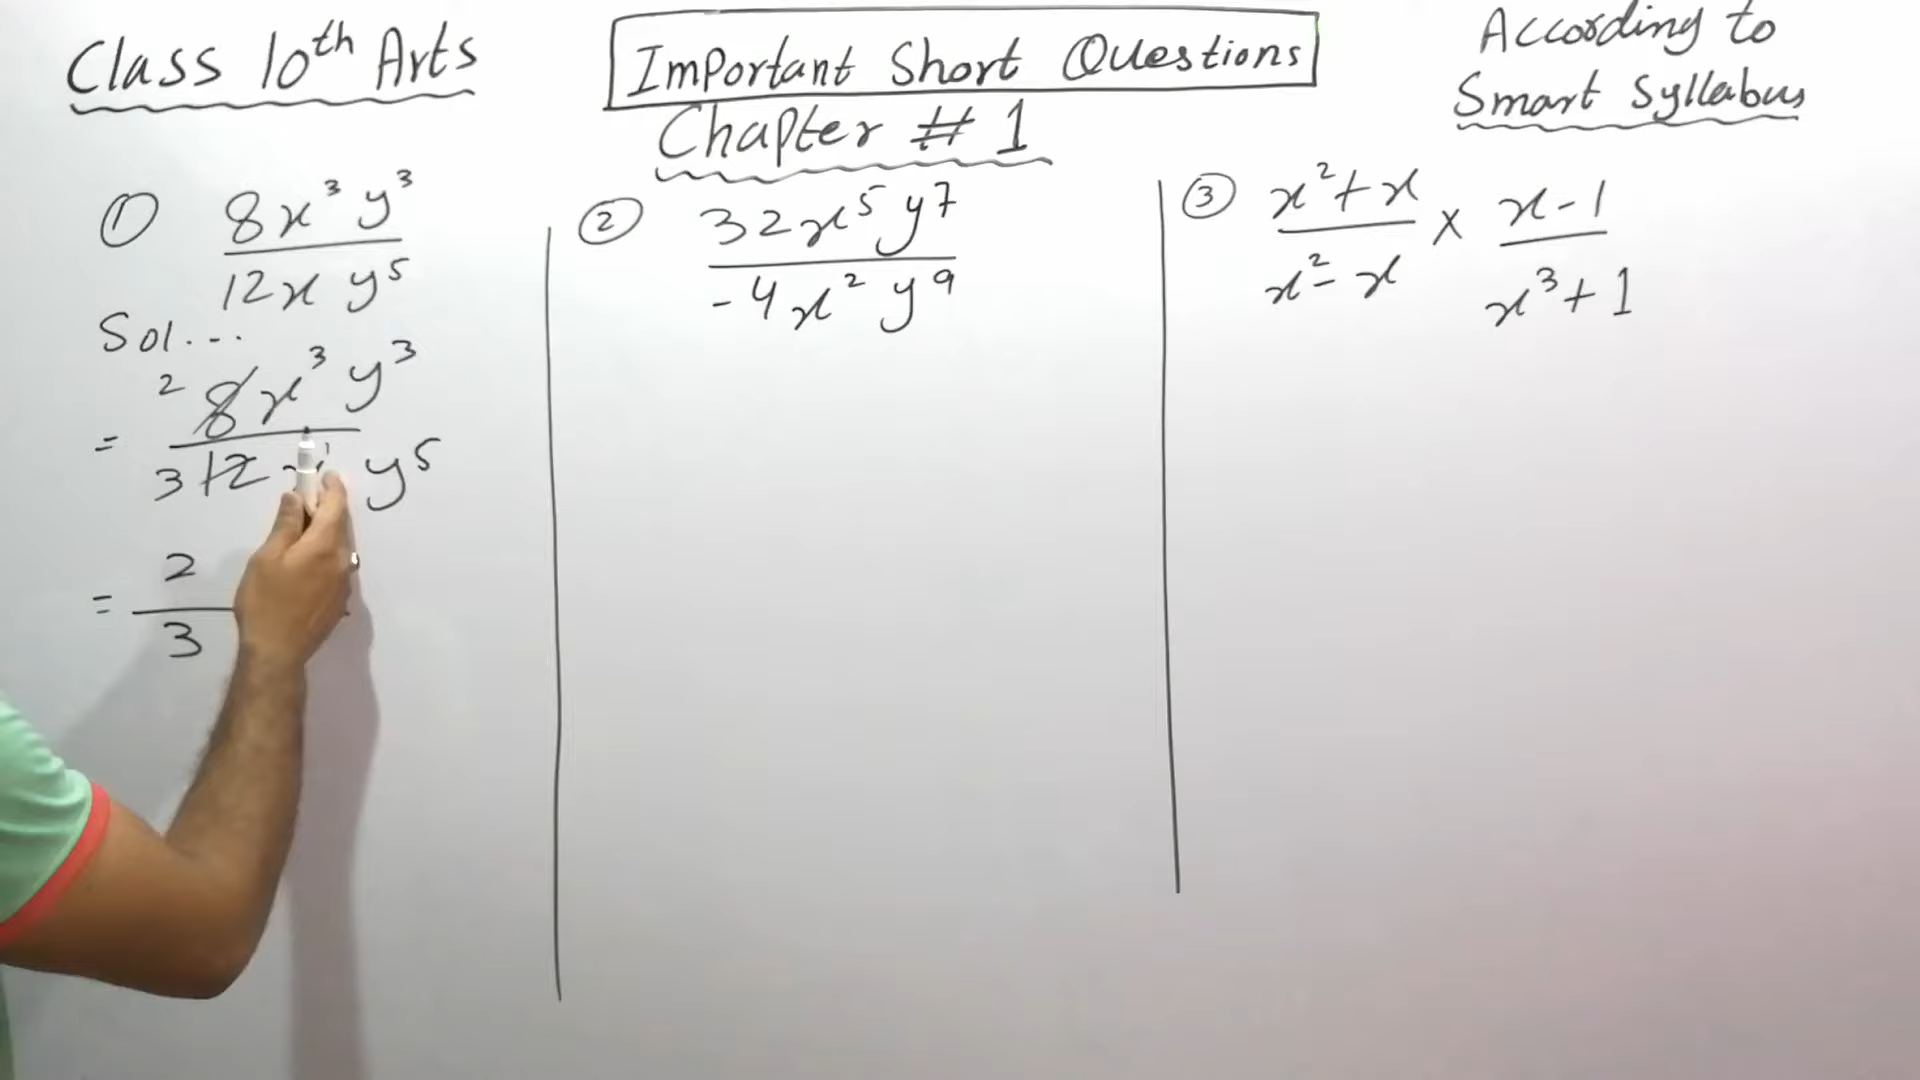 Class 10th Arts
Important Short Questions
Chapter # 1
According to
Smart Syllabus
① 8x³y³
12x y⁵
Sol...
2 8x³ y³
=
3 12 y⁵
= 2
3
② 32x⁵y⁷
-4x²y⁹
③ x²+x × x-1
x²-x x³+1